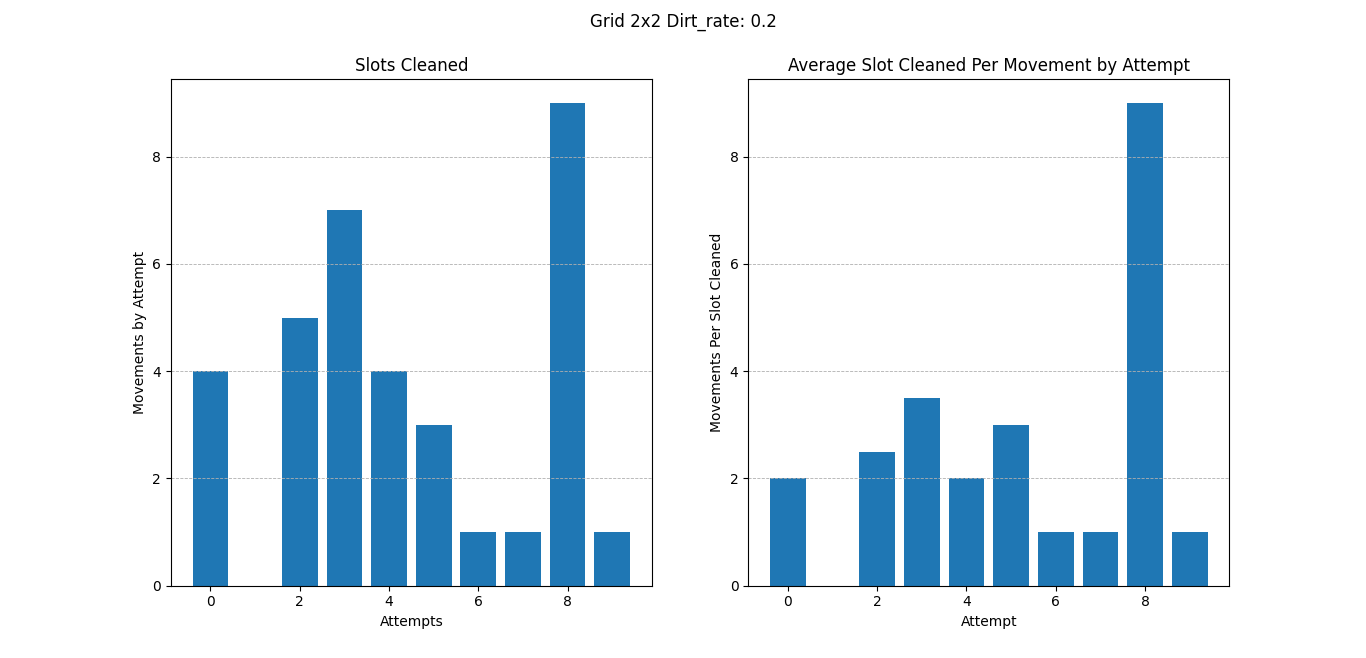 Grid 2x2 Dirt_rate: 0.2
Slots Cleaned
Movements by Attempt
8
6
4
2
0
0 2 4 6 8
Attempts
Average Slot Cleaned Per Movement by Attempt
Movements Per Slot Cleaned
8
6
4
2
0
0 2 4 6 8
Attempt